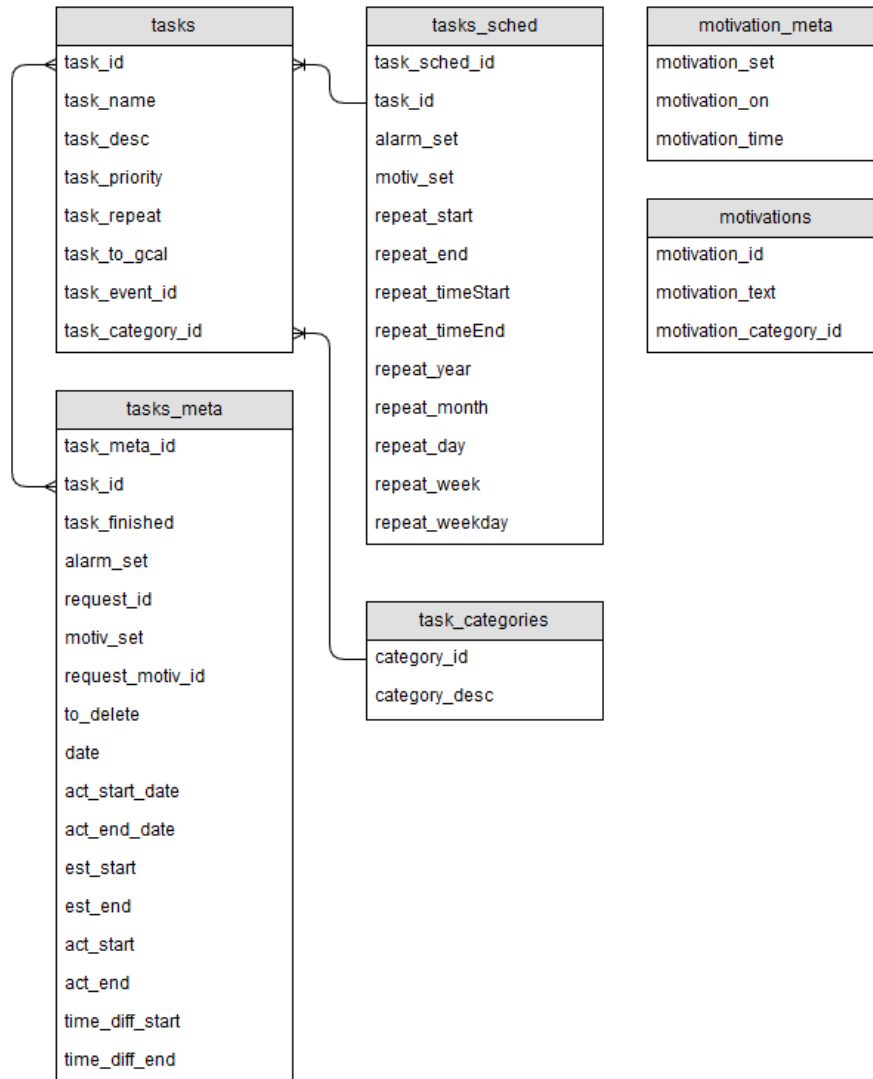 tasks
task_id
task_name
task_desc
task_priority
task_repeat
task_to_gcal
task_event_id
task_category_id
tasks_meta
task_meta_id
task_id
task_finished
alarm_set
request_id
motiv_set
request_motiv_id
to_delete
date
act_start_date
act_end_date
est_start
est_end
act_start
act_end
time_diff_start
time_diff_end
tasks_sched
task_sched_id
task_id
alarm_set
motiv_set
repeat_start
repeat_end
repeat_timeStart
repeat_timeEnd
repeat_year
repeat_month
repeat_day
repeat_week
repeat_weekday
task_categories
category_id
category_desc
motivation_meta
motivation_set
motivation_on
motivation_time
motivations
motivation_id
motivation_text
motivation_category_id